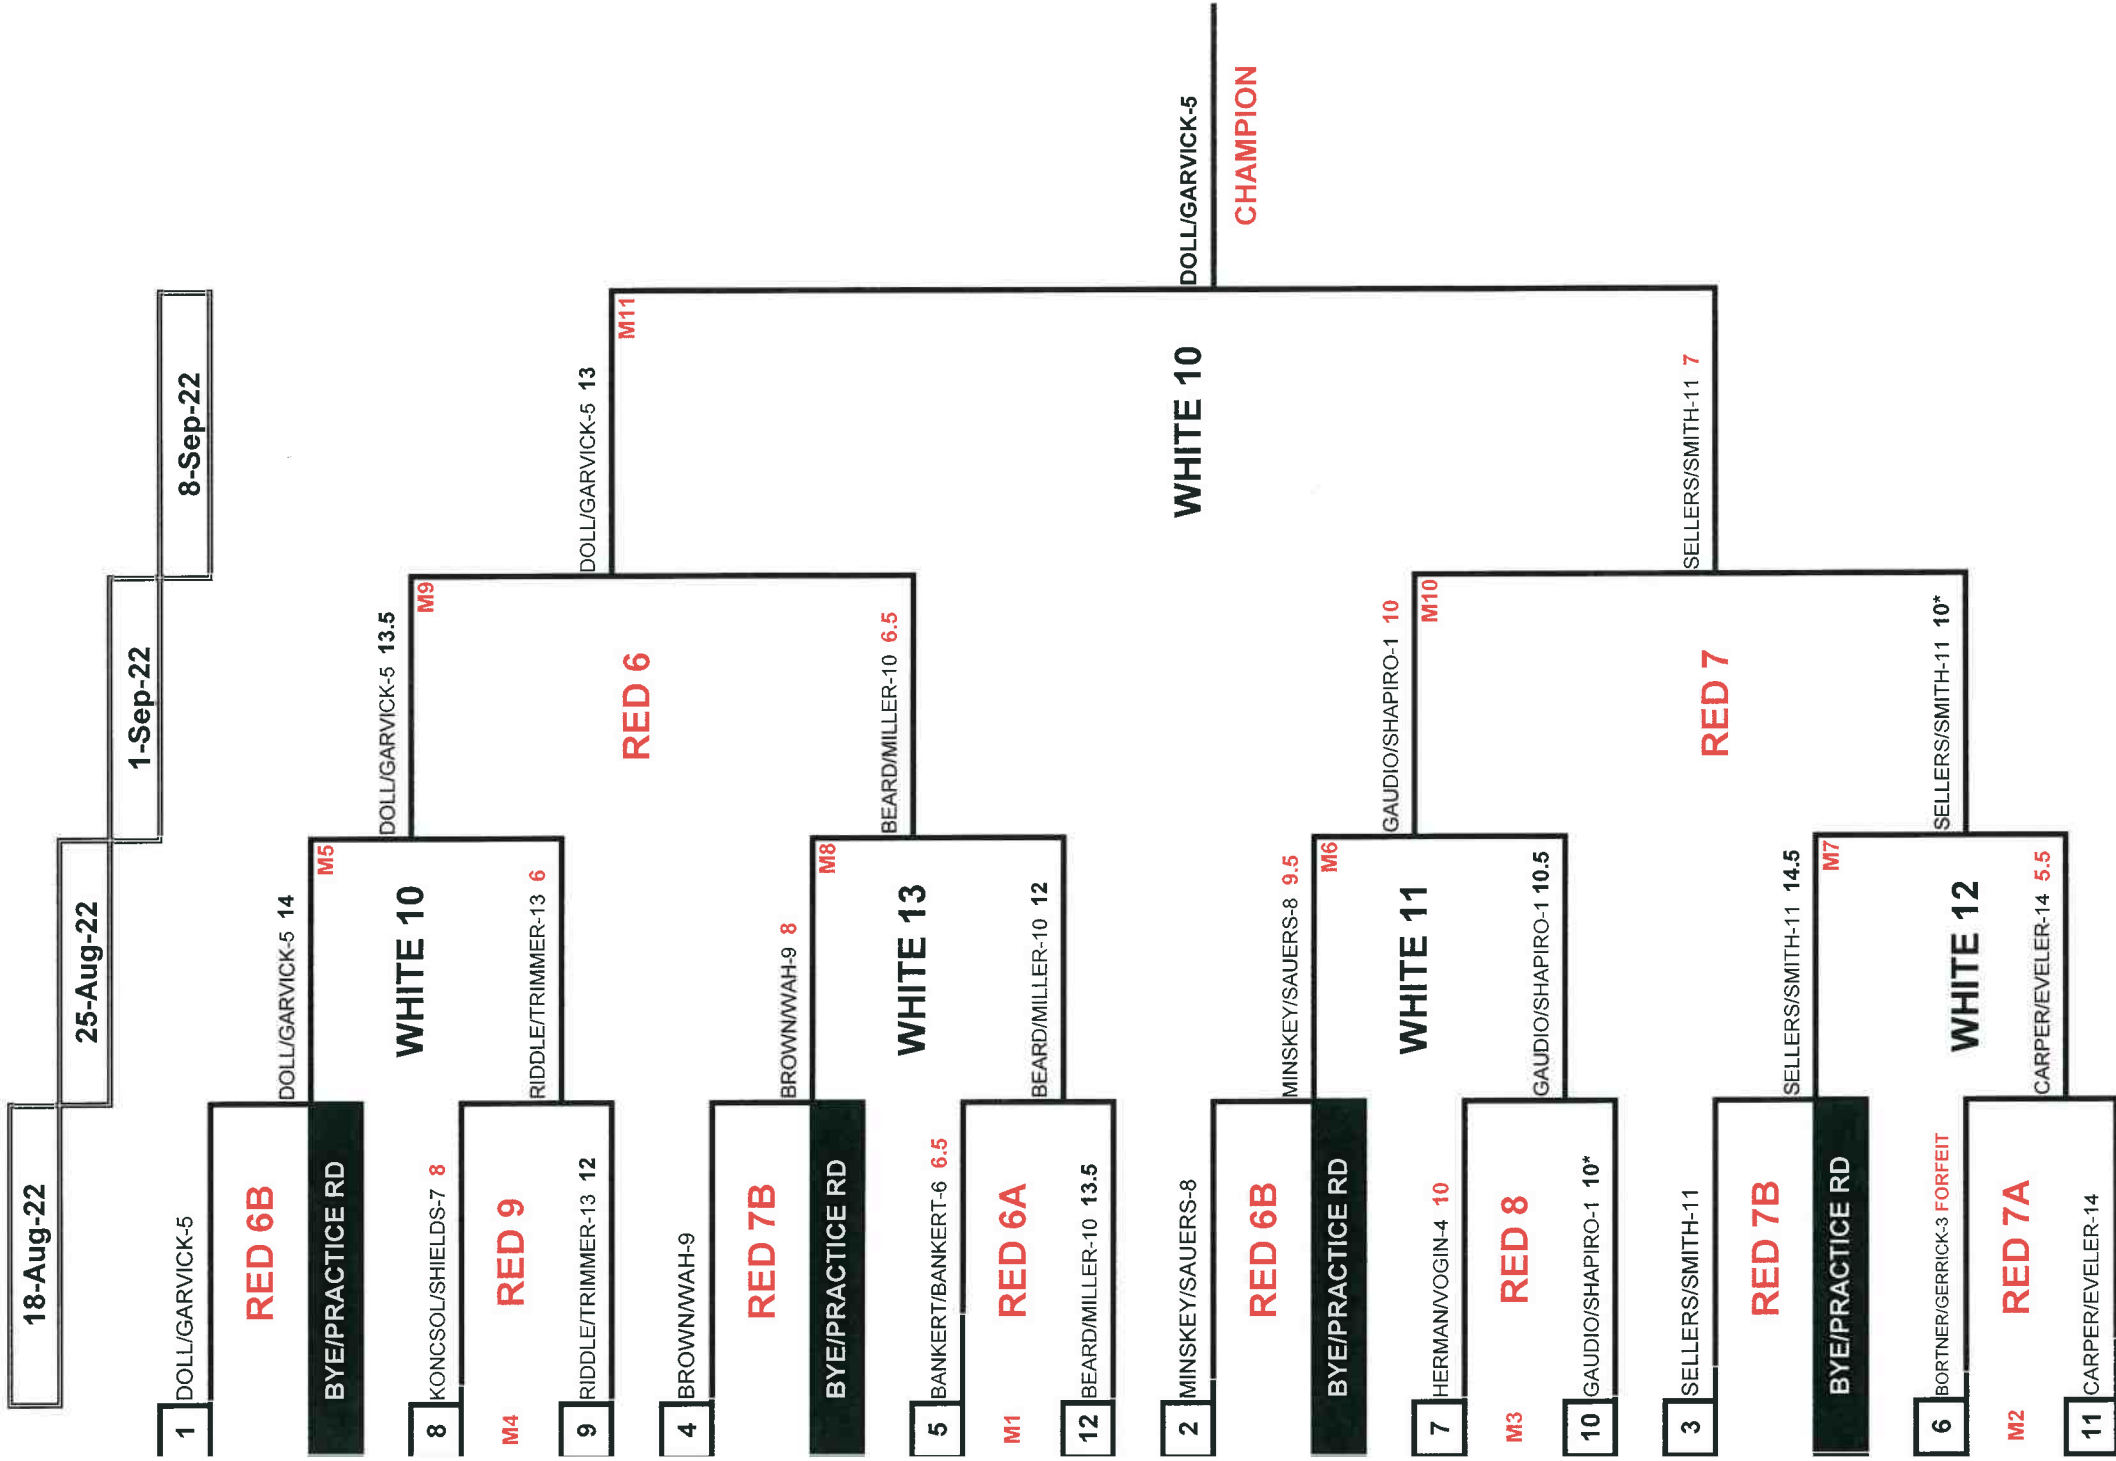 18-Aug-22
25-Aug-22
1-Sep-22
8-Sep-22
1 DOLL/GARVICK-5
RED 6B
BYE/PRACTICE RD
8 KONCSOL/SHIELDS-7 8
M4 RED 9
9 RIDDLE/TRIMMER-13 12
4 BROWN/WAH-9
RED 7B
BYE/PRACTICE RD
5 BANKERT/BANKERT-6 6.5
M1 RED 6A
12 BEARD/MILLER-10 13.5
2 MINSKEY/SAUERS-8
RED 6B
BYE/PRACTICE RD
7 HERMAN/VOGIN-4 10
M3 RED 8
10 GAUDIO/SHAPIRO-1 10*
3 SELLERS/SMITH-11
RED 7B
BYE/PRACTICE RD
6 BORTNER/GERRICK-3 FORFEIT
M2 RED 7A
11 CARPER/EVELER-14
DOLL/GARVICK-5 14
M5
WHITE 10
RIDDLE/TRIMMER-13 6
BROWN/WAH-9 8
M8
WHITE 13
BEARD/MILLER-10 12
MINSKEY/SAUERS-8 9.5
M6
WHITE 11
GAUDIO/SHAPIRO-1 10.5
SELLERS/SMITH-11 14.5
M7
WHITE 12
CARPER/EVELER-14 5.5
DOLL/GARVICK-5 13.5
M9
RED 6
BEARD/MILLER-10 6.5
GAUDIO/SHAPIRO-1 10
M10
RED 7
SELLERS/SMITH-11 10*
DOLL/GARVICK-5 13
M11
WHITE 10
SELLERS/SMITH-11 7
DOLL/GARVICK-5
CHAMPION